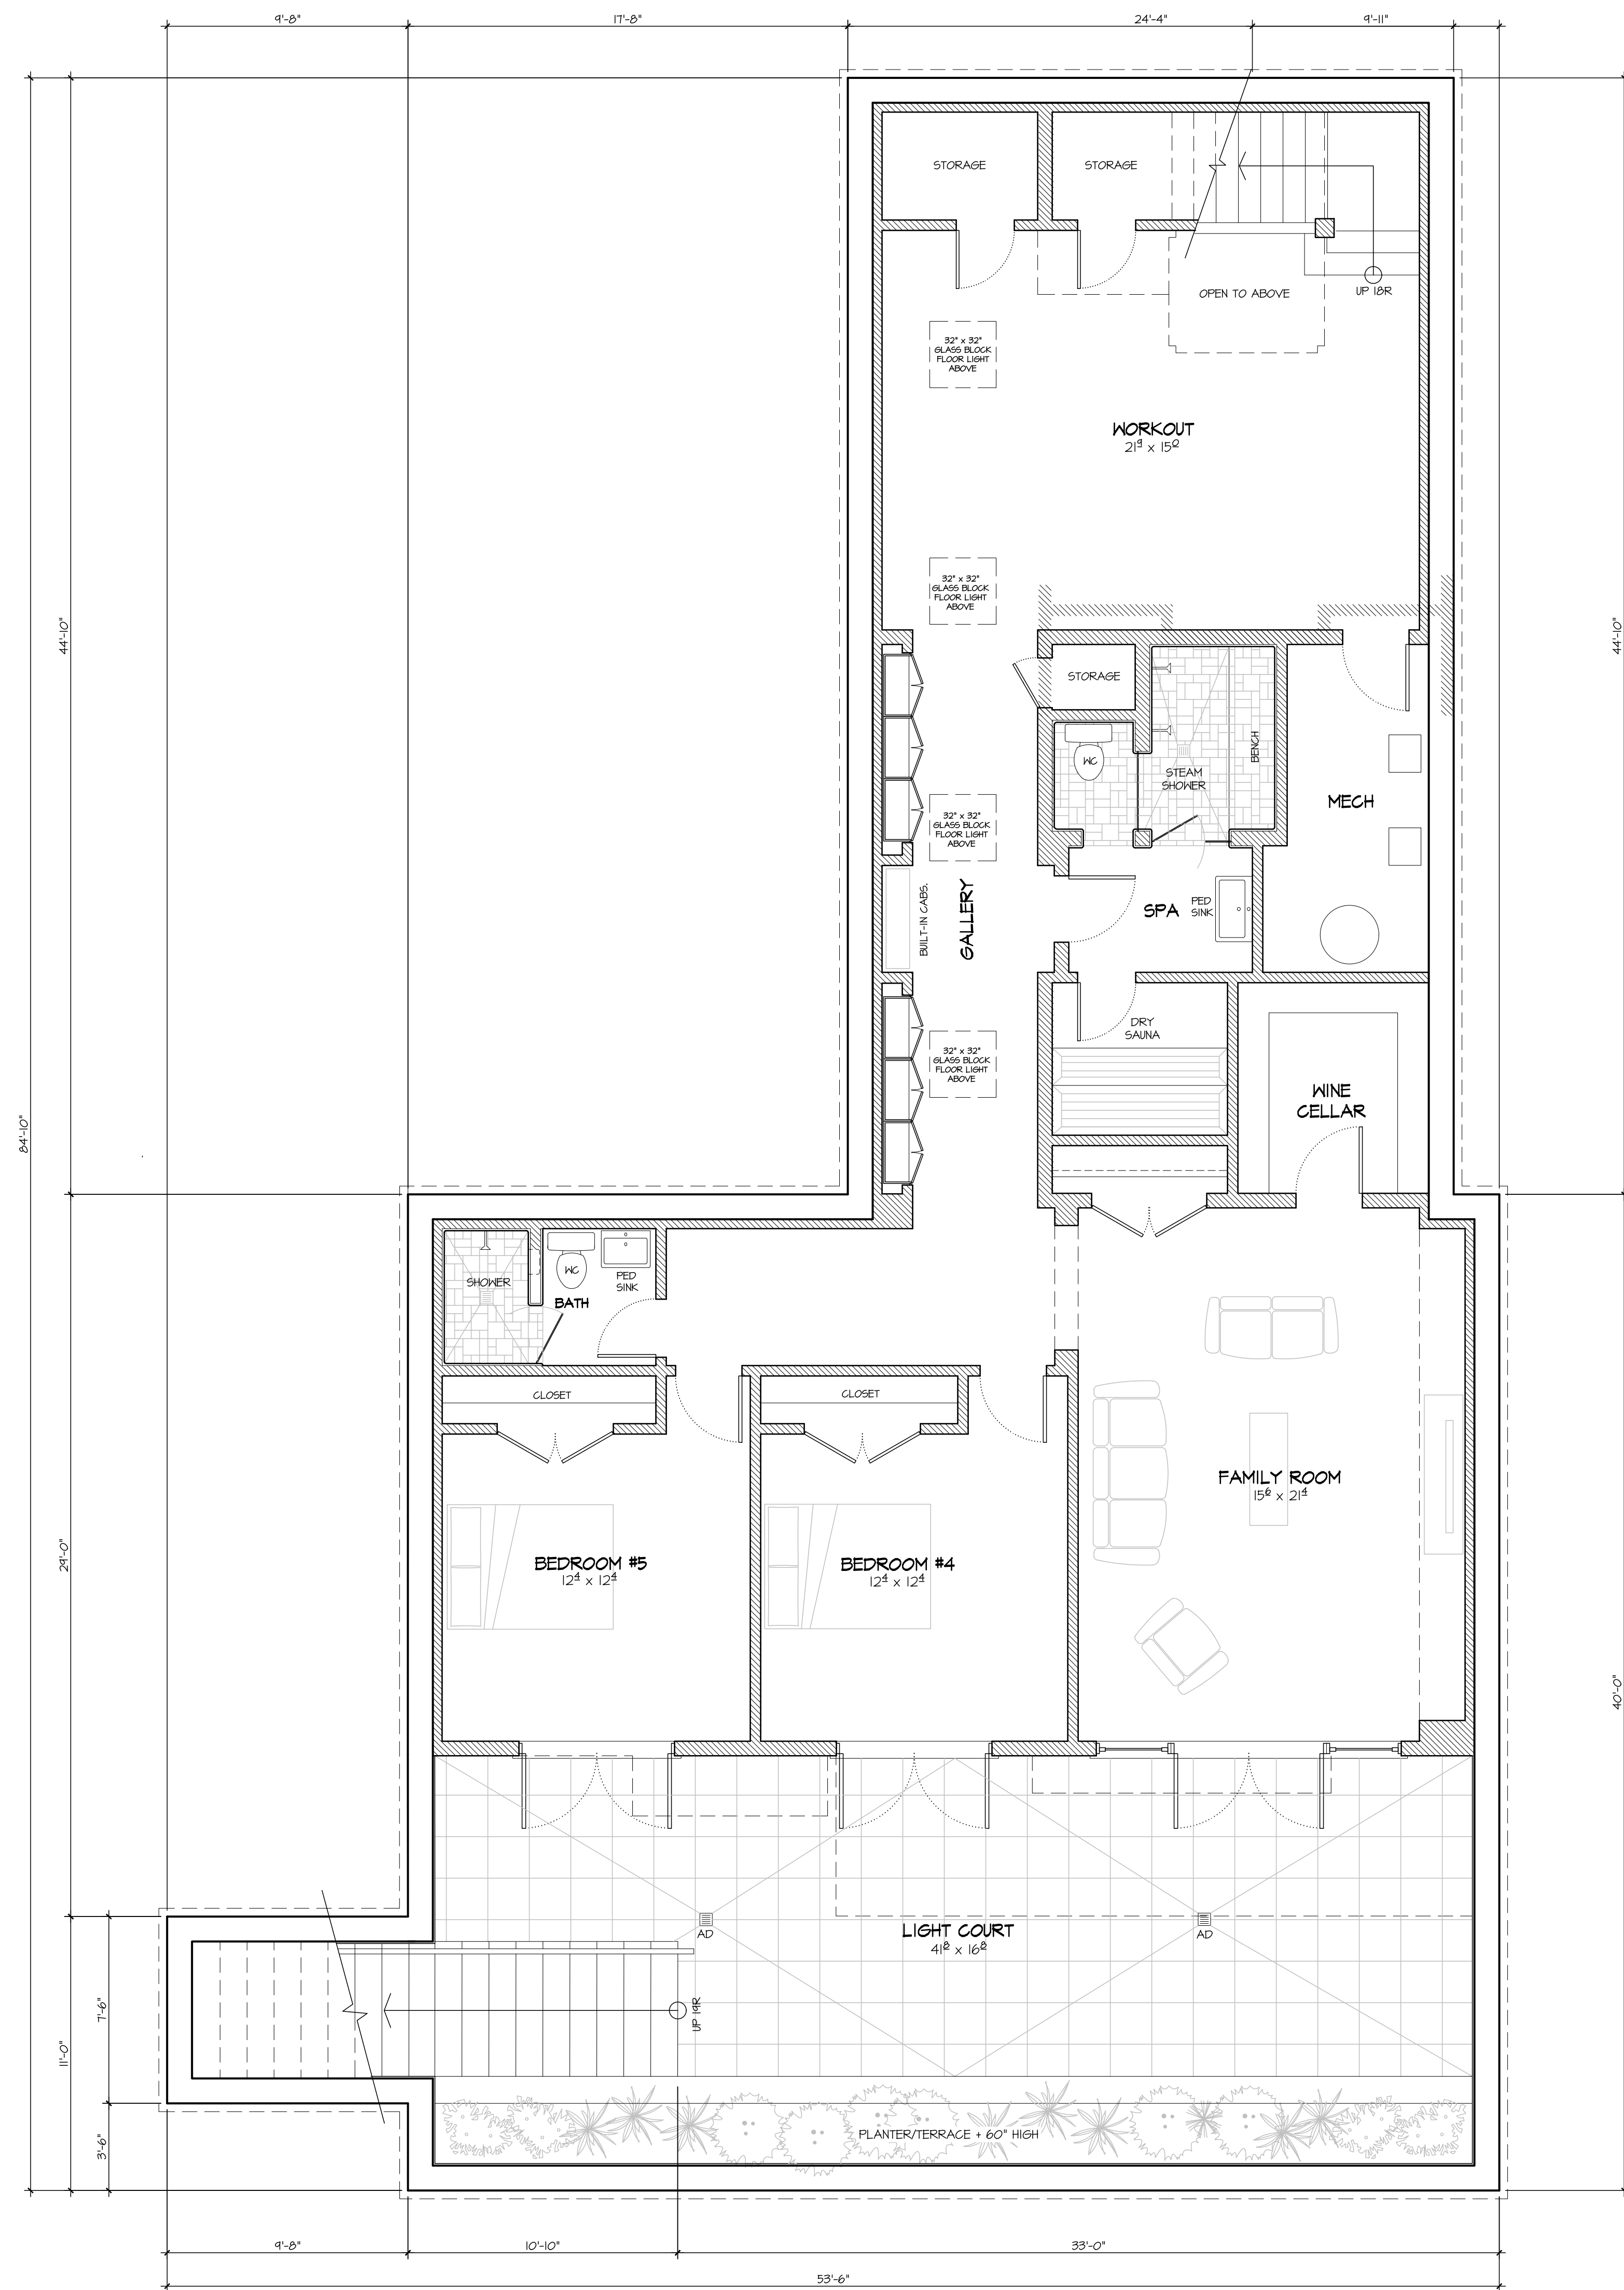 9'-8"
17'-8"
24'-4"
9'-11"
STORAGE
STORAGE
OPEN TO ABOVE
UP 18R
32" x 32"
GLASS BLOCK
FLOOR LIGHT
ABOVE
WORKOUT
21⁹ x 15⁰
44'-10"
44'-10"
32" x 32"
GLASS BLOCK
FLOOR LIGHT
ABOVE
STORAGE
WC
STEAM
SHOWER
BENCH
MECH
32" x 32"
GLASS BLOCK
FLOOR LIGHT
ABOVE
BUILT-IN CABS.
GALLERY
SPA
PED
SINK
DRY
SAUNA
32" x 32"
GLASS BLOCK
FLOOR LIGHT
ABOVE
WINE
CELLAR
84'-10"
SHOWER
WC
PED
SINK
BATH
CLOSET
CLOSET
FAMILY ROOM
15⁶ x 21⁴
BEDROOM #5
12⁴ x 12⁴
BEDROOM #4
12⁴ x 12⁴
29'-0"
40'-0"
AD
LIGHT COURT
41⁸ x 16⁸
AD
UP 19R
7'-6"
11'-0"
3'-6"
PLANTER/TERRACE + 60" HIGH
9'-8"
10'-10"
33'-0"
53'-6"